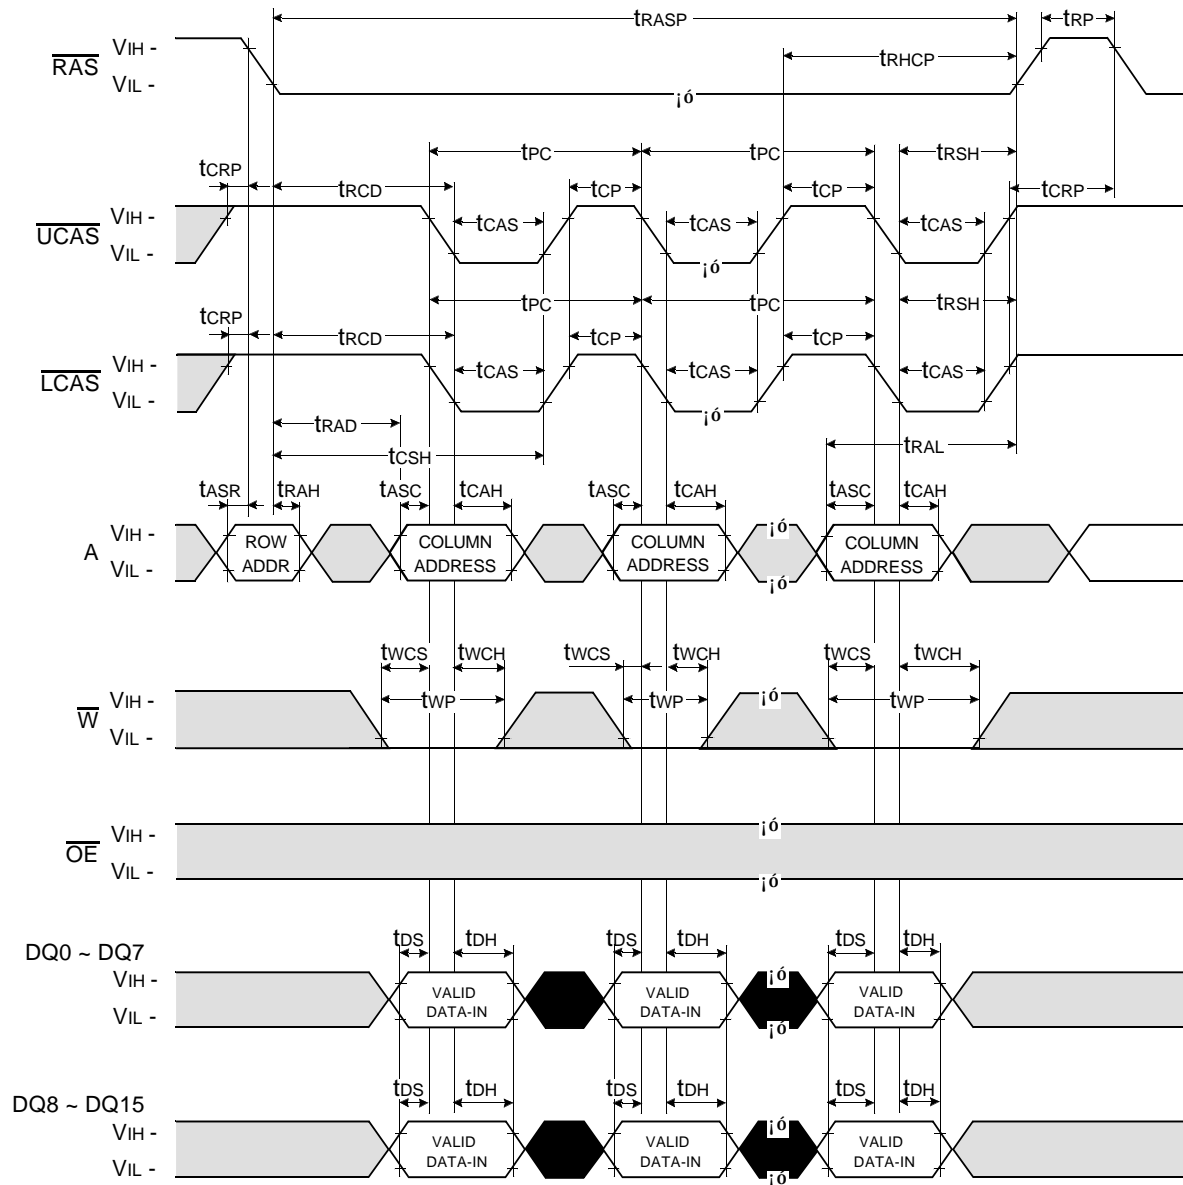 tRASP
tRP
RAS
VIH -
VIL -
tRHCP
¡ó
tCRP
tRCD
tPC
tPC
tRSH
tCP
tCP
tCRP
UCAS
VIH -
VIL -
tCAS
tCAS
tCAS
¡ó
tCRP
tRCD
tPC
tPC
tRSH
tCP
tCP
LCAS
VIH -
VIL -
tCAS
tCAS
tCAS
¡ó
tRAD
tCSH
tRAL
tASR
tRAH
tASC
tCAH
tASC
tCAH
tASC
tCAH
A
VIH -
VIL -
ROW ADDR
COLUMN ADDRESS
COLUMN ADDRESS
¡ó
¡ó
COLUMN ADDRESS
tWCS
tWCH
tWCS
tWCH
tWCS
tWCH
W
VIH -
VIL -
tWP
tWP
¡ó
tWP
OE
VIH -
VIL -
¡ó
¡ó
DQ0 ~ DQ7
VIH -
VIL -
tDS
tDH
tDS
tDH
tDS
tDH
VALID DATA-IN
VALID DATA-IN
¡ó
¡ó
VALID DATA-IN
DQ8 ~ DQ15
VIH -
VIL -
tDS
tDH
tDS
tDH
tDS
tDH
VALID DATA-IN
VALID DATA-IN
¡ó
¡ó
VALID DATA-IN